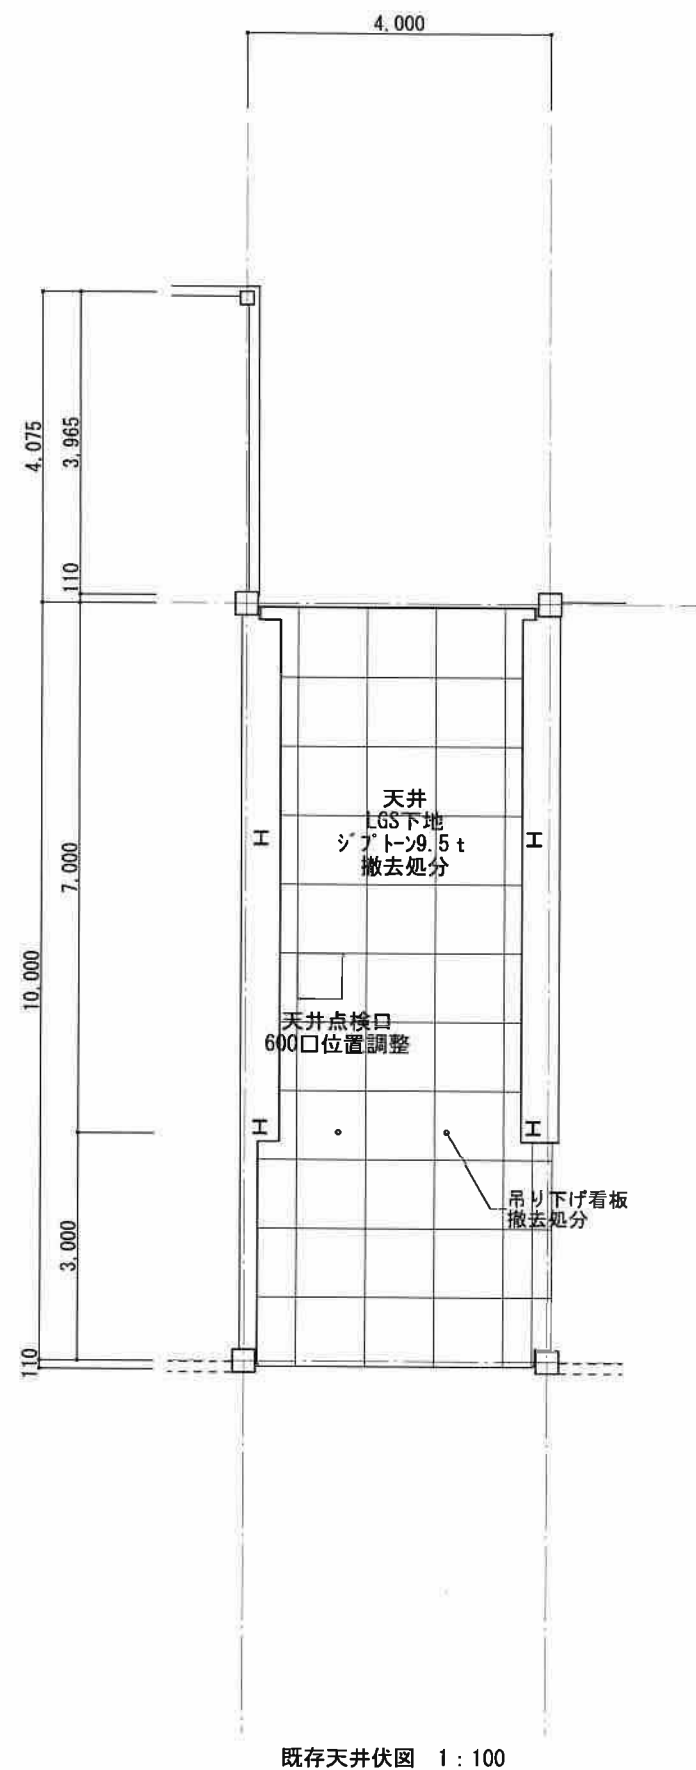 4,000
4,075
3,965
110
天井
LGS下地
ジプトーン9.5t
撤去処分
7,000
10,000
天井点検口
600口位置調整
吊り下げ看板
撤去処分
3,000
110
既存天井伏図 1:100